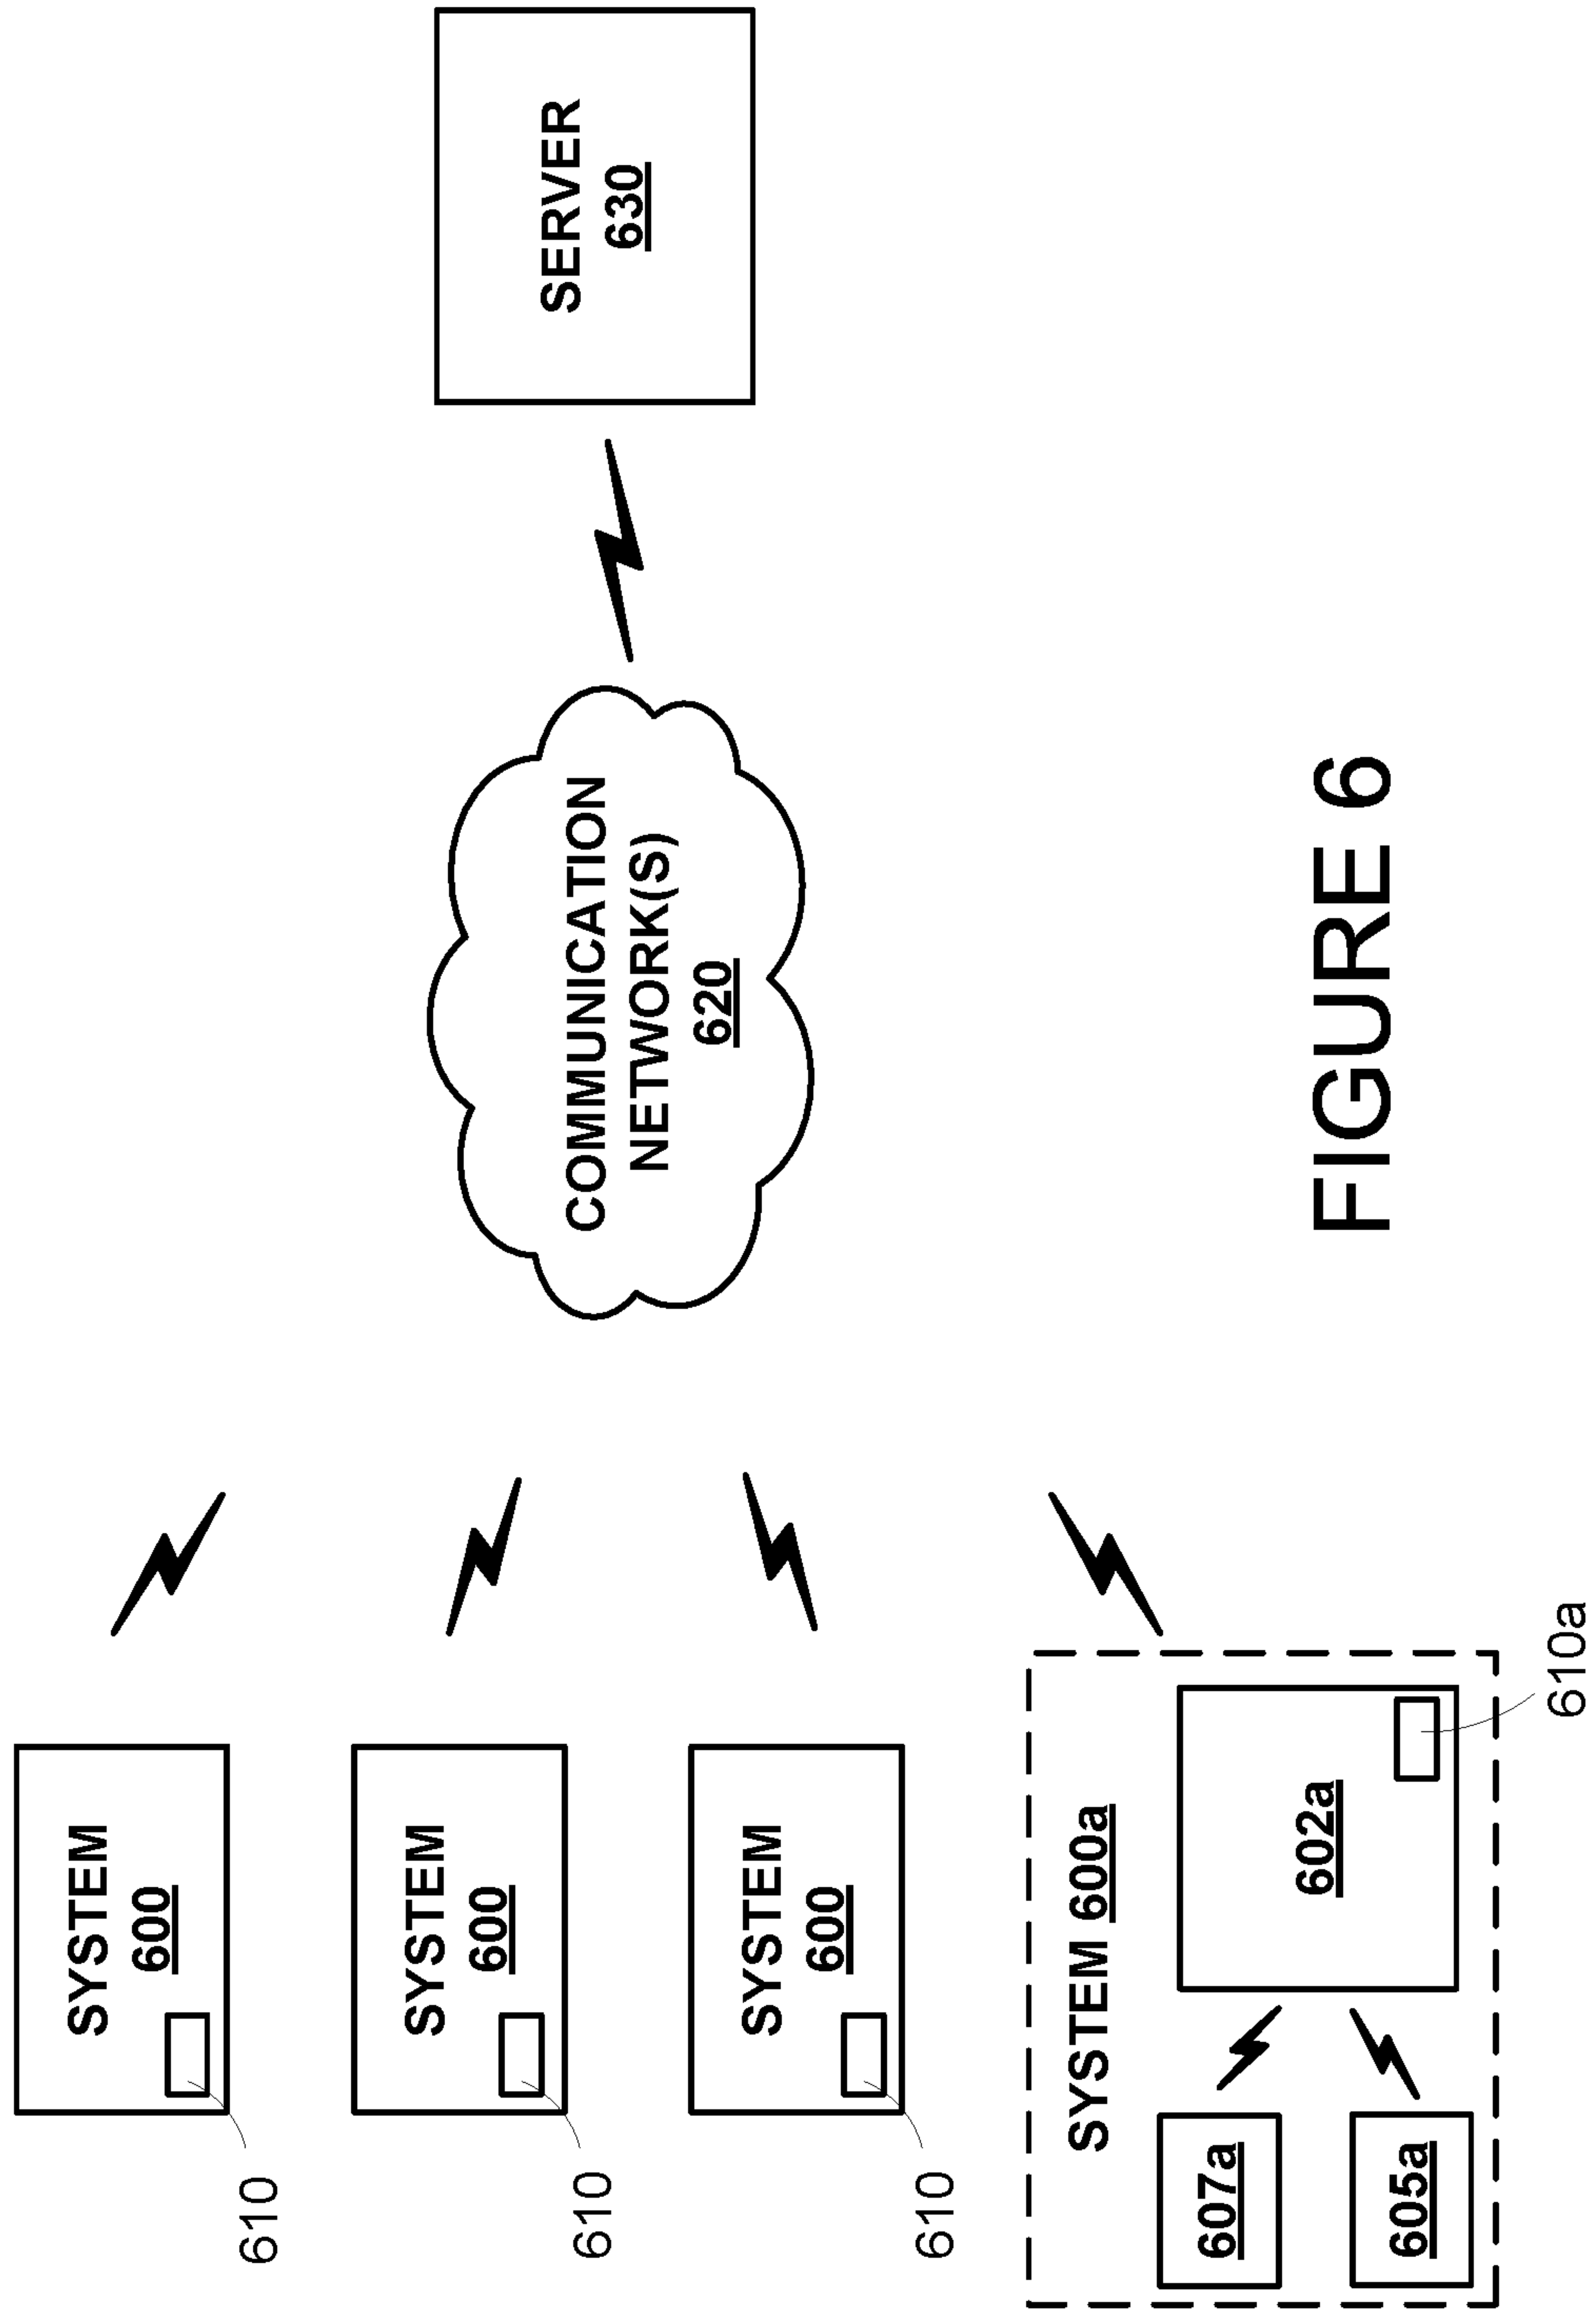 SYSTEM
600
610
SYSTEM
600
610
SYSTEM
600
610
SYSTEM 600a
607a
605a
602a
610a
COMMUNICATION
NETWORK(S)
620
SERVER
630
FIGURE 6